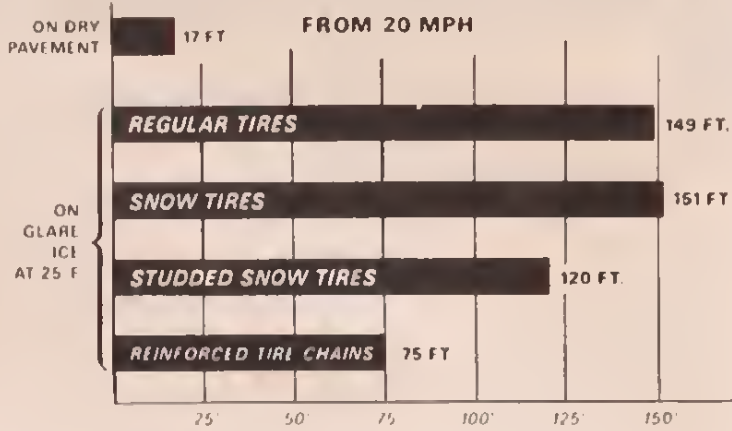 ON DRY
PAVEMENT
17 FT
FROM 20 MPH
REGULAR TIRES
149 FT.
SNOW TIRES
151 FT
STUDDED SNOW TIRES
120 FT.
REINFORCED TIRE CHAINS
75 FT
ON
GLARE
ICE
AT 25 F
25'
50'
75
100'
125'
150'